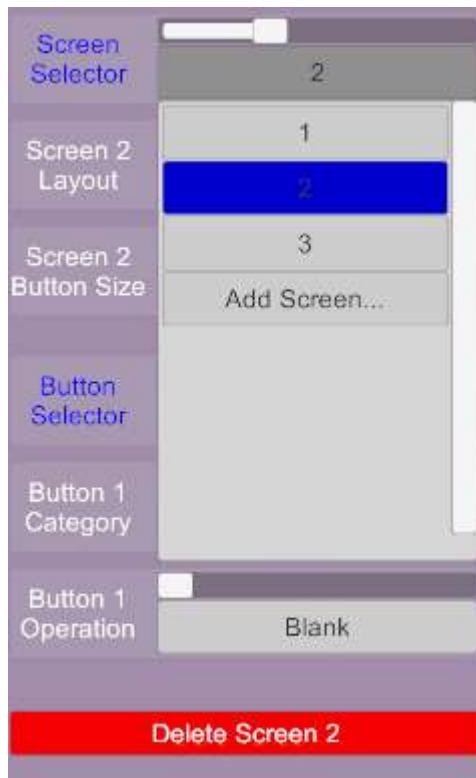 Screen
Selector
2
1
2
3
Add Screen...
Screen 2
Layout
Screen 2
Button Size
Button
Selector
Button 1
Category
Button 1
Operation
Blank
Delete Screen 2